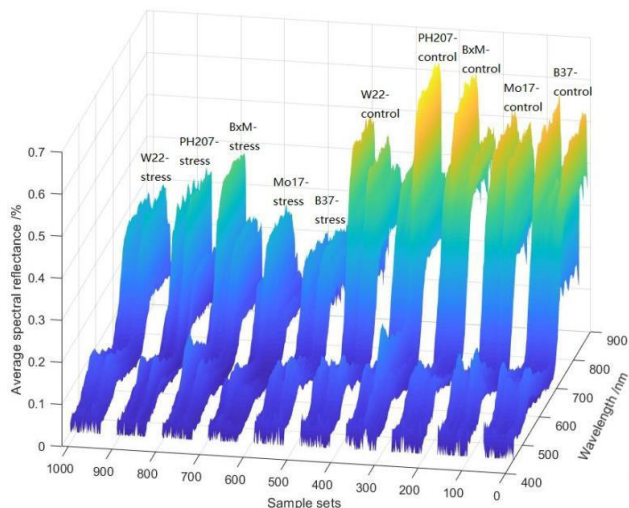 PH207-
control
BxM-
control
B37-
control
Mo17-
control
W22-
control
BxM-
stress
PH207-
stress
W22-
stress
Mo17-
stress
B37-
stress
Average spectral reflectance /%
0.7
0.6
0.5
0.4
0.3
0.2
0.1
0
1000
900
800
700
600
500
400
300
200
100
0
Sample sets
400
500
600
700
800
900
Wavelength /nm